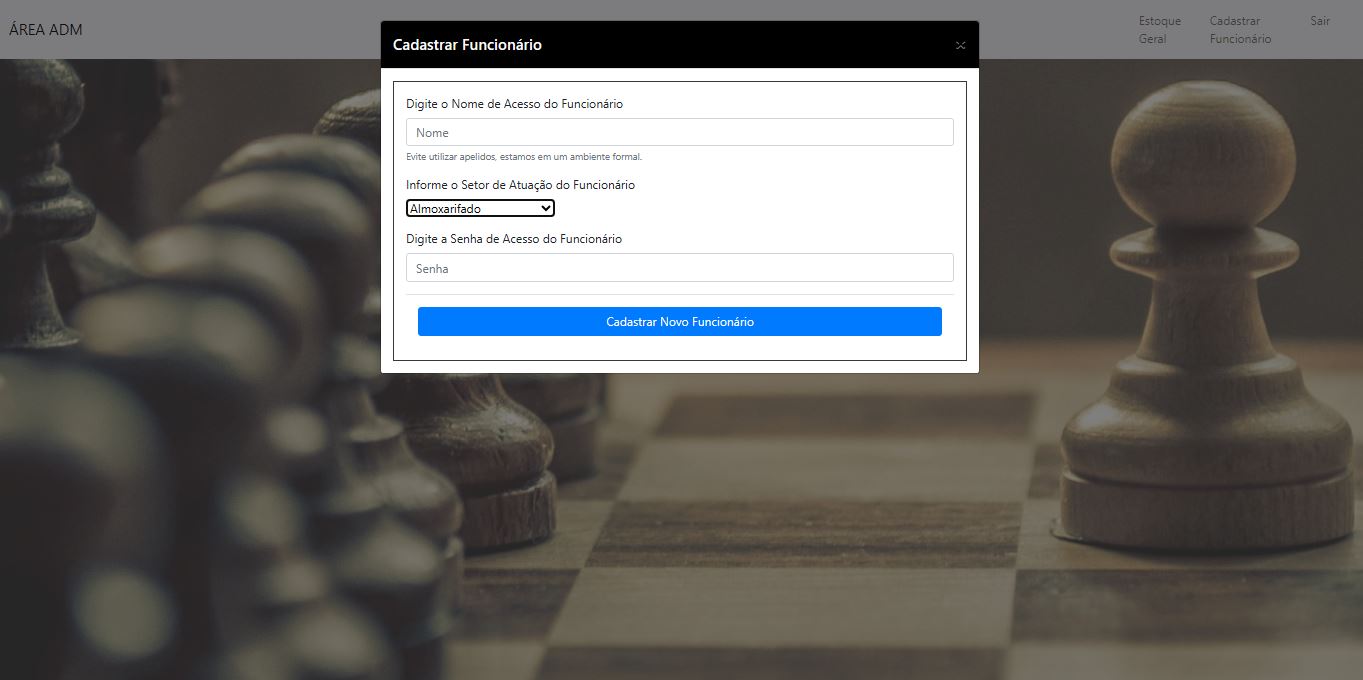 ÁREA ADM
Estoque
Geral
Cadastrar
Funcionário
Sair
Cadastrar Funcionário
Digite o Nome de Acesso do Funcionário
Nome
Evite utilizar apelidos, estamos em um ambiente formal.
Informe o Setor de Atuação do Funcionário
Almoxarifado
Digite a Senha de Acesso do Funcionário
Senha
Cadastrar Novo Funcionário